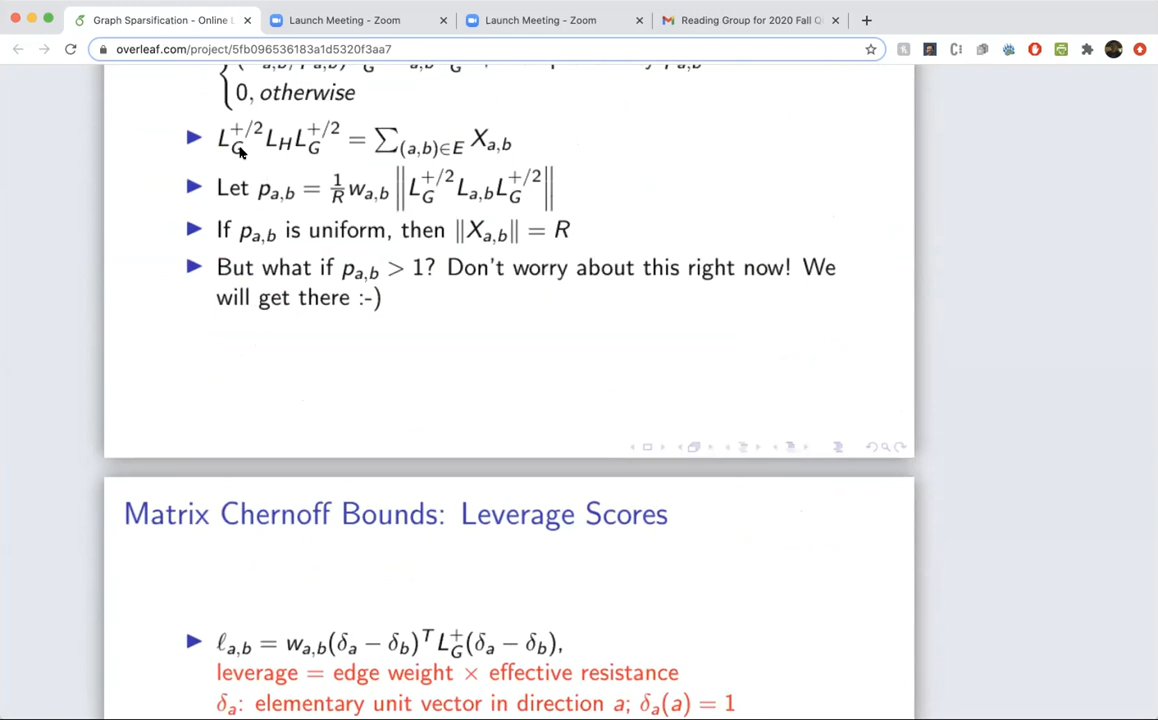 Graph Sparsification - Online L
Launch Meeting - Zoom
Launch Meeting - Zoom
Reading Group for 2020 Fall Q
overleaf.com/project/5fb096536183a1d5320f3aa7
0, otherwise
L_G^{+/2} L_H L_G^{+/2} = ∑_{(a,b)∈E} X_{a,b}
Let p_{a,b} = 1/R w_{a,b} ‖L_G^{+/2} L_{a,b} L_G^{+/2}‖
If p_{a,b} is uniform, then ‖X_{a,b}‖ = R
But what if p_{a,b} > 1? Don't worry about this right now! We
will get there :-)
Matrix Chernoff Bounds: Leverage Scores
ℓ_{a,b} = w_{a,b}(δ_a − δ_b)^T L_G^+(δ_a − δ_b),
leverage = edge weight × effective resistance
δ_a: elementary unit vector in direction a; δ_a(a) = 1